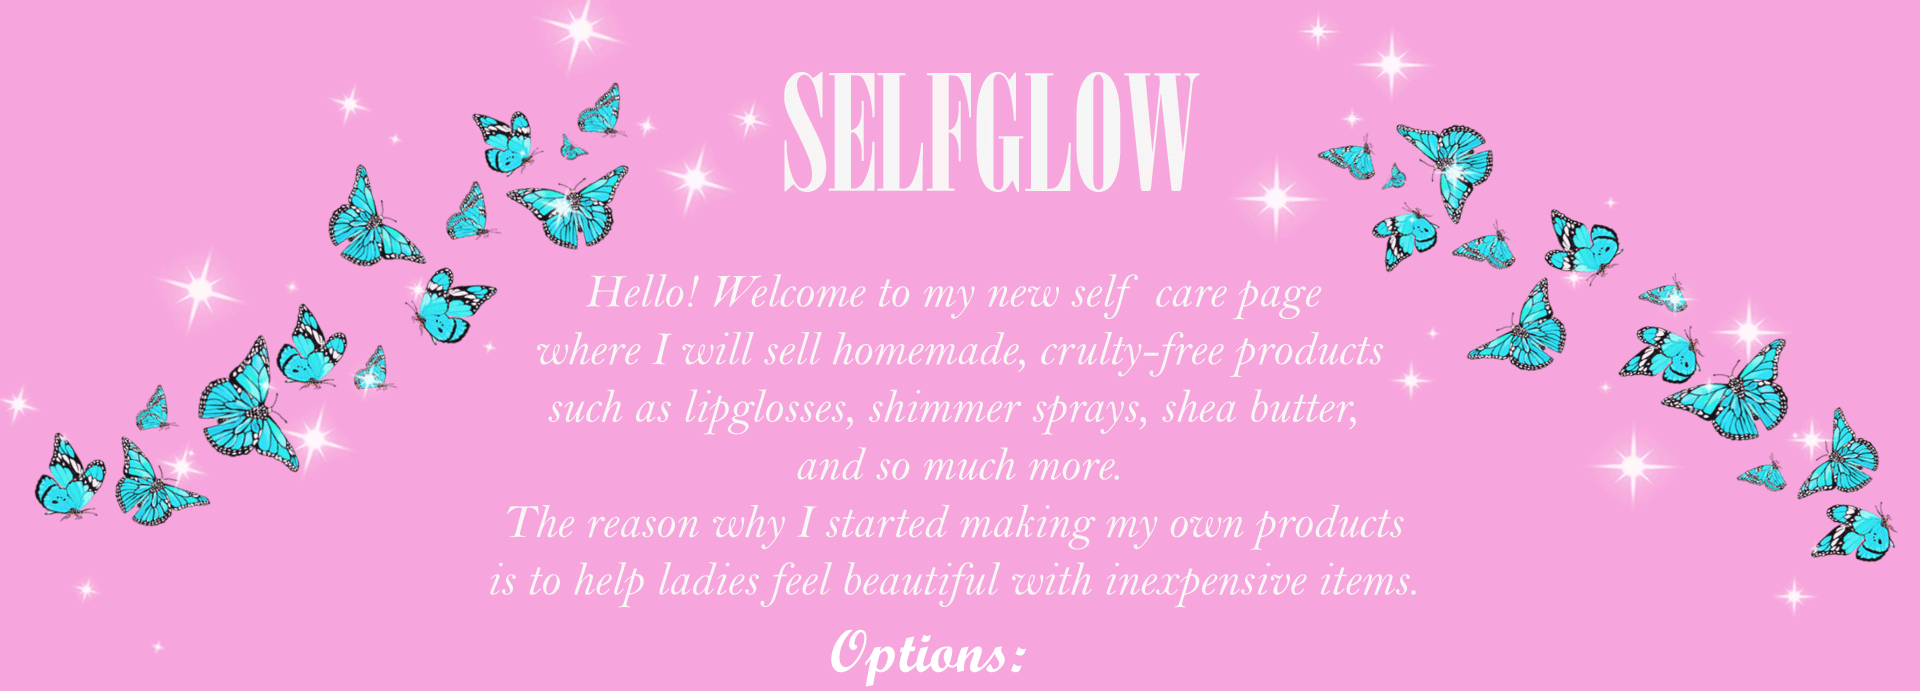 SELFGLOW
Hello! Welcome to my new self care page
where I will sell homemade, crulty-free products
such as lipglosses, shimmer sprays, shea butter,
and so much more.
The reason why I started making my own products
is to help ladies feel beautiful with inexpensive items.
Options: